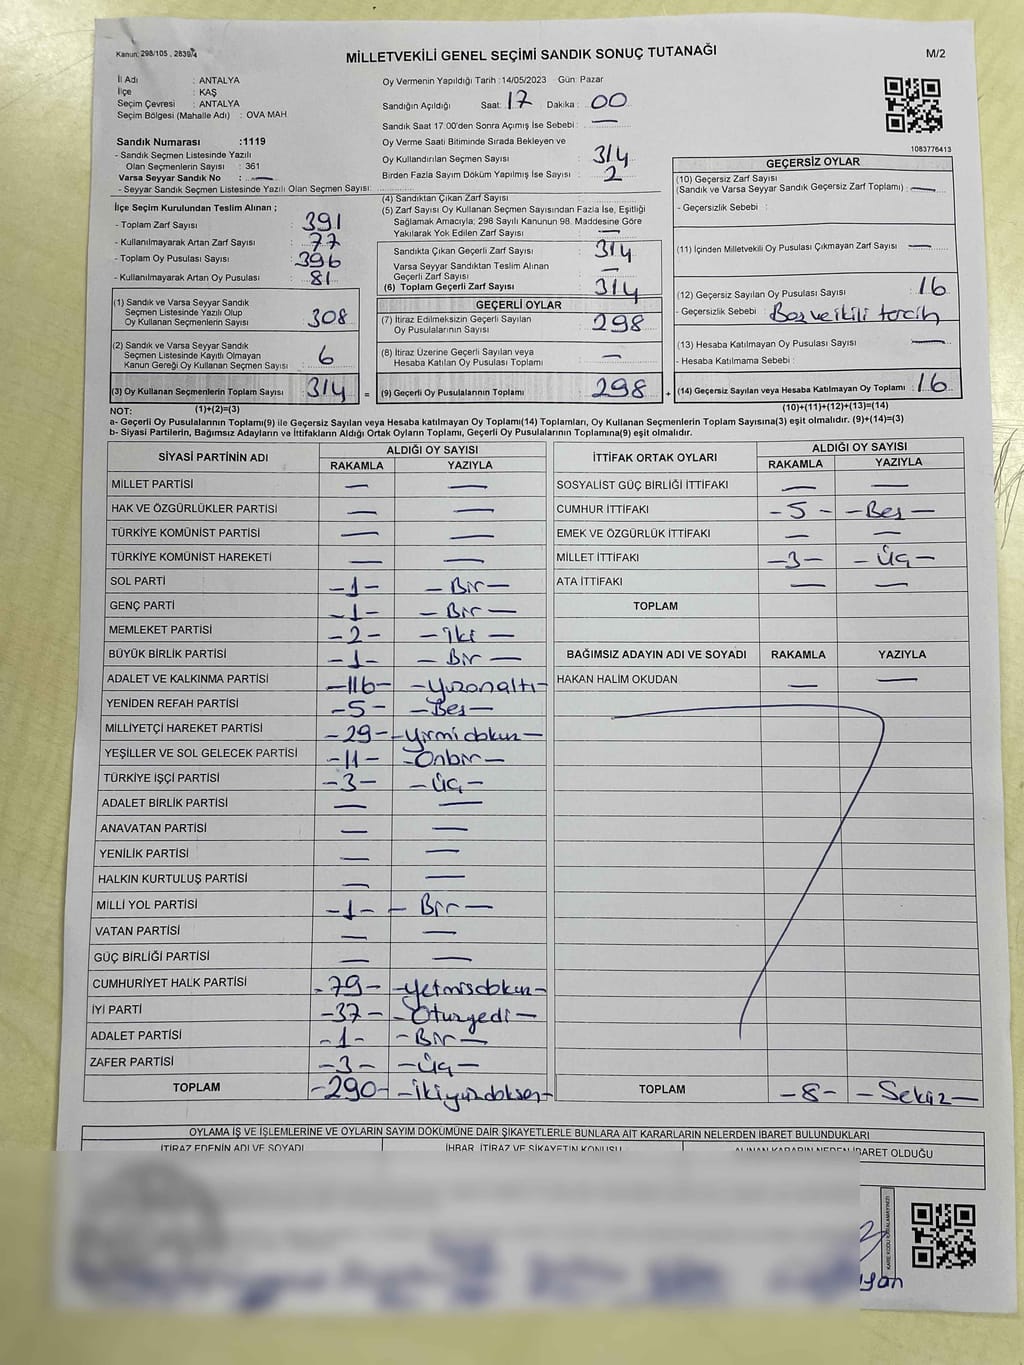 Kanun: 298/105, 2839/4
MİLLETVEKİLİ GENEL SEÇİMİ SANDIK SONUÇ TUTANAĞI
M/2
İl Adı : ANTALYA
İlçe : KAŞ
Seçim Çevresi : ANTALYA
Seçim Bölgesi (Mahalle Adı) : OVA MAH
Sandık Numarası :1119
- Sandık Seçmen Listesinde Yazılı
Olan Seçmenlerin Sayısı : 361
Varsa Seyyar Sandık No : —
- Seyyar Sandık Seçmen Listesinde Yazılı Olan Seçmen Sayısı:
Oy Vermenin Yapıldığı Tarih :14/05/2023 Gün: Pazar
Sandığın Açıldığı Saat: 17 Dakika : 00
Sandık Saat 17:00'den Sonra Açımış İse Sebebi : —
Oy Verme Saati Bitiminde Sırada Bekleyen ve
Oy Kullandırılan Seçmen Sayısı 314
Birden Fazla Sayım Döküm Yapılmış İse Sayısı : 2
1083776413
İlçe Seçim Kurulundan Teslim Alınan ;
- Toplam Zarf Sayısı : 391
- Kullanılmayarak Artan Zarf Sayısı : 77
- Toplam Oy Pusulası Sayısı : 396
- Kullanılmayarak Artan Oy Pusulası : 81
(1) Sandık ve Varsa Seyyar Sandık
Seçmen Listesinde Yazılı Olup
Oy Kullanan Seçmenlerin Sayısı 308
(2) Sandık ve Varsa Seyyar Sandık
Seçmen Listesinde Kayıtlı Olmayan
Kanun Gereği Oy Kullanan Seçmen Sayısı 6
(3) Oy Kullanan Seçmenlerin Toplam Sayısı 314
(4) Sandıktan Çıkan Zarf Sayısı
(5) Zarf Sayısı Oy Kullanan Seçmen Sayısından Fazla İse, Eşitliği
Sağlamak Amacıyla; 298 Sayılı Kanunun 98. Maddesine Göre
Yakılarak Yok Edilen Zarf Sayısı —
Sandıkta Çıkan Geçerli Zarf Sayısı 314
Varsa Seyyar Sandıktan Teslim Alınan
Geçerli Zarf Sayısı —
(6) Toplam Geçerli Zarf Sayısı 314
GEÇERLİ OYLAR
(7) İtiraz Edilmeksizin Geçerli Sayılan
Oy Pusulalarının Sayısı 298
(8) İtiraz Üzerine Geçerli Sayılan veya
Hesaba Katılan Oy Pusulası Toplamı —
= (9) Geçerli Oy Pusulalarının Toplamı 298
GEÇERSİZ OYLAR
(10) Geçersiz Zarf Sayısı
(Sandık ve Varsa Seyyar Sandık Geçersiz Zarf Toplamı) : —
- Geçersizlik Sebebi :
(11) İçinden Milletvekili Oy Pusulası Çıkmayan Zarf Sayısı —
(12) Geçersiz Sayılan Oy Pusulası Sayısı : 16
- Geçersizlik Sebebi :
(13) Hesaba Katılmayan Oy Pusulası Sayısı : —
- Hesaba Katılmama Sebebi :
+ (14) Geçersiz Sayılan veya Hesaba Katılmayan Oy Toplamı : 16
NOT: (1)+(2)=(3) (10)+(11)+(12)+(13)=(14)
a- Geçerli Oy Pusulalarının Toplamı(9) ile Geçersiz Sayılan veya Hesaba katılmayan Oy Toplamı(14) Toplamları, Oy Kullanan Seçmenlerin Toplam Sayısına(3) eşit olmalıdır. (9)+(14)=(3)
b- Siyasi Partilerin, Bağımsız Adayların ve İttifakların Aldığı Ortak Oyların Toplamı, Geçerli Oy Pusulalarının Toplamına(9) eşit olmalıdır.
SİYASİ PARTİNİN ADI ALDIĞI OY SAYISI
RAKAMLA YAZIYLA
MİLLET PARTİSİ — —
HAK VE ÖZGÜRLÜKLER PARTİSİ — —
TÜRKİYE KOMÜNİST PARTİSİ — —
TÜRKİYE KOMÜNİST HAREKETİ — —
SOL PARTİ -1- -Bir-
GENÇ PARTİ -1- -Bir-
MEMLEKET PARTİSİ -2- -İki-
BÜYÜK BİRLİK PARTİSİ -1- -Bir-
ADALET VE KALKINMA PARTİSİ -116- -Yüzonaltı-
YENİDEN REFAH PARTİSİ -5- -Beş-
MİLLİYETÇİ HAREKET PARTİSİ -29- -Yirmidokuz-
YEŞİLLER VE SOL GELECEK PARTİSİ -11- -Onbir-
TÜRKİYE İŞÇİ PARTİSİ -3- -Üç-
ADALET BİRLİK PARTİSİ — —
ANAVATAN PARTİSİ — —
YENİLİK PARTİSİ — —
HALKIN KURTULUŞ PARTİSİ — —
MİLLİ YOL PARTİSİ -1- -Bir-
VATAN PARTİSİ — —
GÜÇ BİRLİĞİ PARTİSİ — —
CUMHURİYET HALK PARTİSİ -79- -Yetmişdokuz-
İYİ PARTİ -37- -Otuzyedi-
ADALET PARTİSİ -1- -Bir-
ZAFER PARTİSİ -3- -Üç-
TOPLAM -290- -İkiyüzdoksan-
İTTİFAK ORTAK OYLARI ALDIĞI OY SAYISI
RAKAMLA YAZIYLA
SOSYALİST GÜÇ BİRLİĞİ İTTİFAKI — —
CUMHUR İTTİFAKI -5- -Beş-
EMEK VE ÖZGÜRLÜK İTTİFAKI — —
MİLLET İTTİFAKI -3- -Üç-
ATA İTTİFAKI — —
TOPLAM
BAĞIMSIZ ADAYIN ADI VE SOYADI RAKAMLA YAZIYLA
HAKAN HALİM OKUDAN — —
TOPLAM -8- -Sekiz-
OYLAMA İŞ VE İŞLEMLERİNE VE OYLARIN SAYIM DÖKÜMÜNE DAİR ŞİKAYETLERLE BUNLARA AİT KARARLARIN NELERDEN İBARET BULUNDUKLARI
İTİRAZ EDENİN ADI VE SOYADI İHBAR, İTİRAZ VE ŞİKAYETİN KONUSU ALINAN KARARIN NEDEN İBARET OLDUĞU